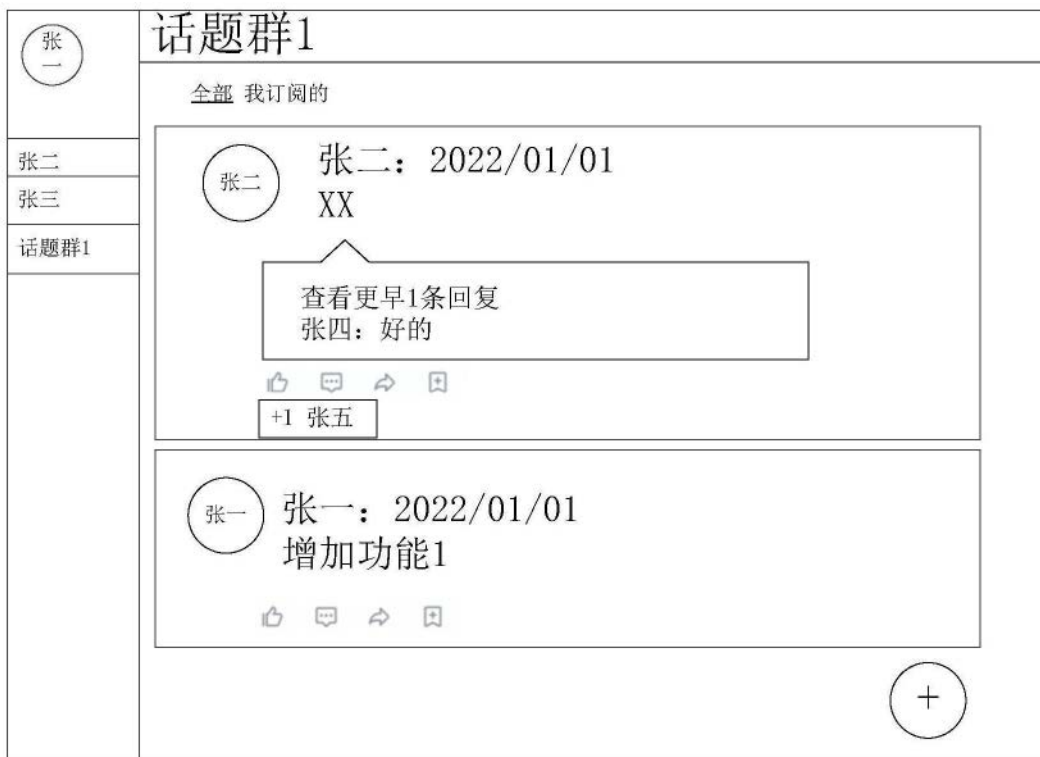 张
一
话题群1
全部 我订阅的
张二
张三
话题群1
张二
张二：2022/01/01
XX
查看更早1条回复
张四：好的
+1 张五
张一
张一：2022/01/01
增加功能1
+